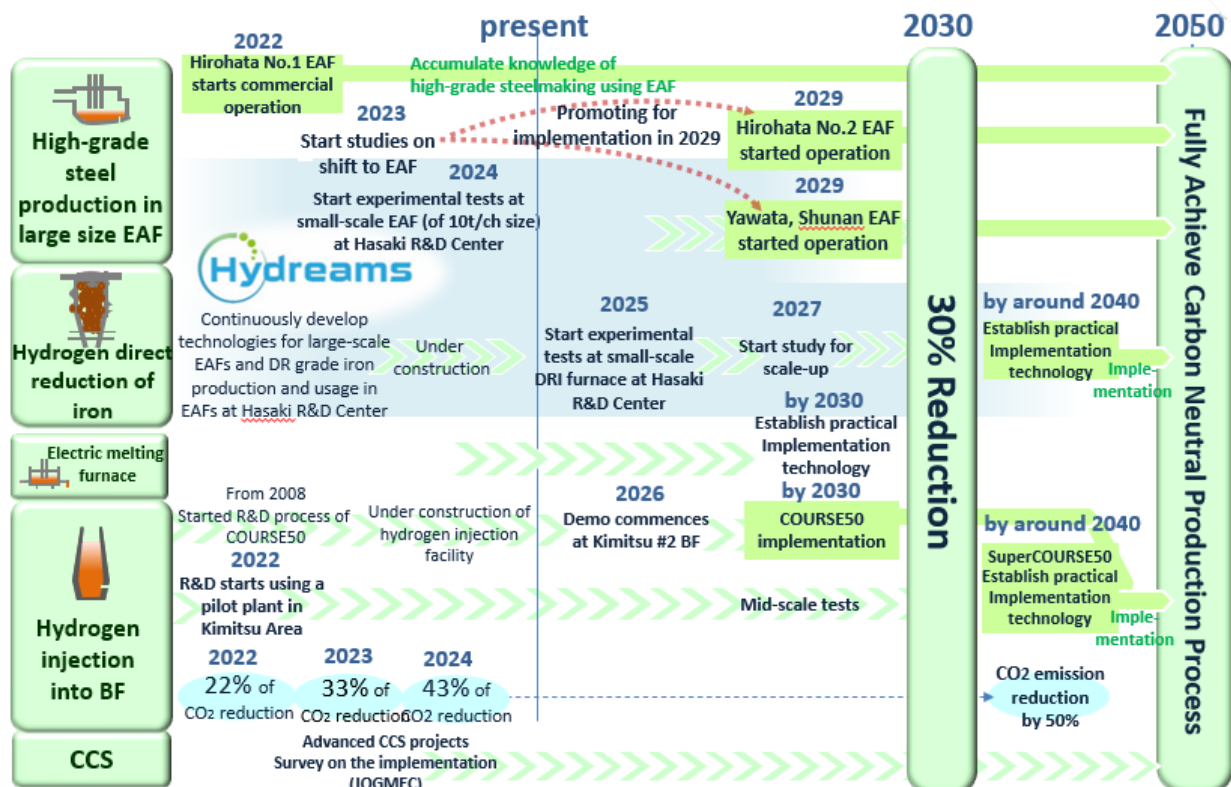 present
2030
2050
2022
Hirohata No.1 EAF
starts commercial
operation
Accumulate knowledge of
high-grade steelmaking using EAF
2023
Start studies on
shift to EAF
Promoting for
implementation in 2029
2029
Hirohata No.2 EAF
started operation
2024
Start experimental tests at
small-scale EAF (of 10t/ch size)
at Hasaki R&D Center
2029
Yawata, Shunan EAF
started operation
High-grade
steel
production in
large size EAF
Hydreams
Hydrogen direct
reduction of
iron
Continuously develop
technologies for large-scale
EAFs and DR grade iron
production and usage in
EAFs at Hasaki R&D Center
Under
construction
2025
Start experimental
tests at small-scale
DRI furnace at Hasaki
R&D Center
2027
Start study for
scale-up
by around 2040
Establish practical
Implementation
technology
Imple-
mentation
Electric melting
furnace
by 2030
Establish practical
Implementation
technology
Hydrogen
injection
into BF
From 2008
Started R&D process of
COURSE50
Under construction of
hydrogen injection
facility
2026
Demo commences
at Kimitsu #2 BF
by 2030
COURSE50
implementation
by around 2040
SuperCOURSE50
Establish practical
Implementation
technology
Imple-
mentation
2022
R&D starts using a
pilot plant in
Kimitsu Area
Mid-scale tests
2022
22% of
CO₂ reduction
2023
33% of
CO₂ reduction
2024
43% of
CO2 reduction
CO2 emission
reduction
by 50%
CCS
Advanced CCS projects
Survey on the implementation
(JOGMEC)
30% Reduction
Fully Achieve Carbon Neutral Production Process